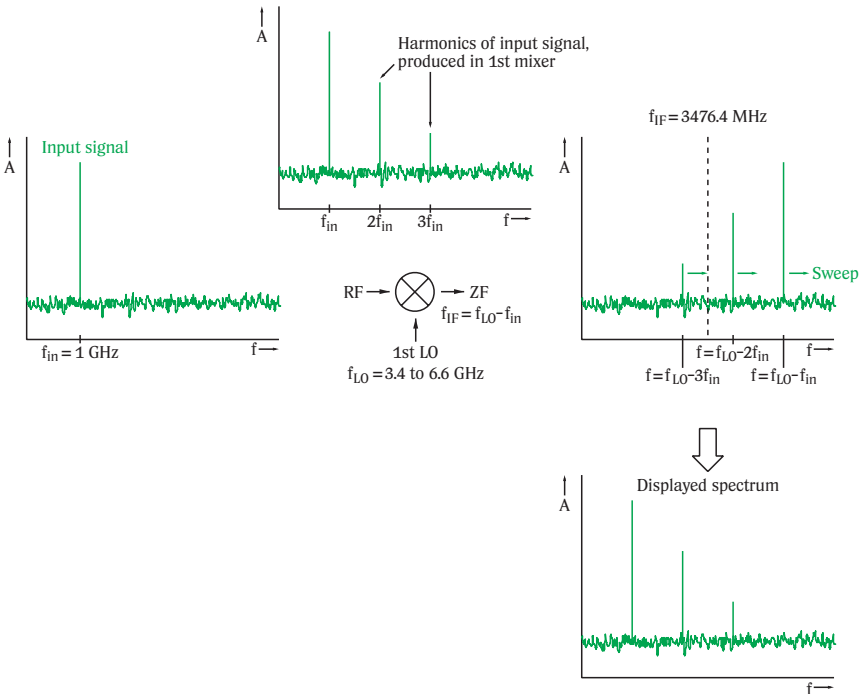 A
Harmonics of input signal,
produced in 1st mixer
f_in
2f_in
3f_in
f
A
Input signal
f_in = 1 GHz
f
RF
ZF
f_IF = f_LO – f_in
1st LO
f_LO = 3.4 to 6.6 GHz
f_IF = 3476.4 MHz
A
Sweep
f
f = f_LO – 2f_in
f = f_LO – 3f_in
f = f_LO – f_in
Displayed spectrum
A
f